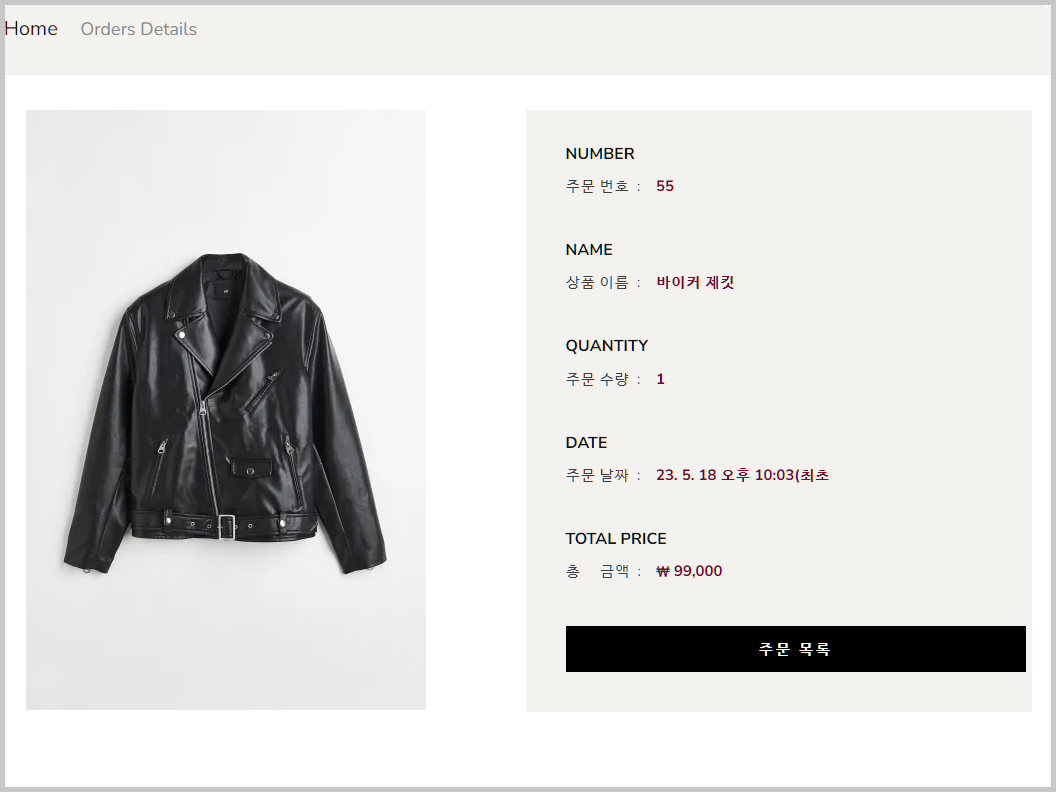 Home Orders Details
NUMBER
주문 번호 : 55
NAME
상품 이름 : 바이커 제킷
QUANTITY
주문 수량 : 1
DATE
주문 날짜 : 23. 5. 18 오후 10:03(최초
TOTAL PRICE
총 금액 : ₩ 99,000
주문 목록